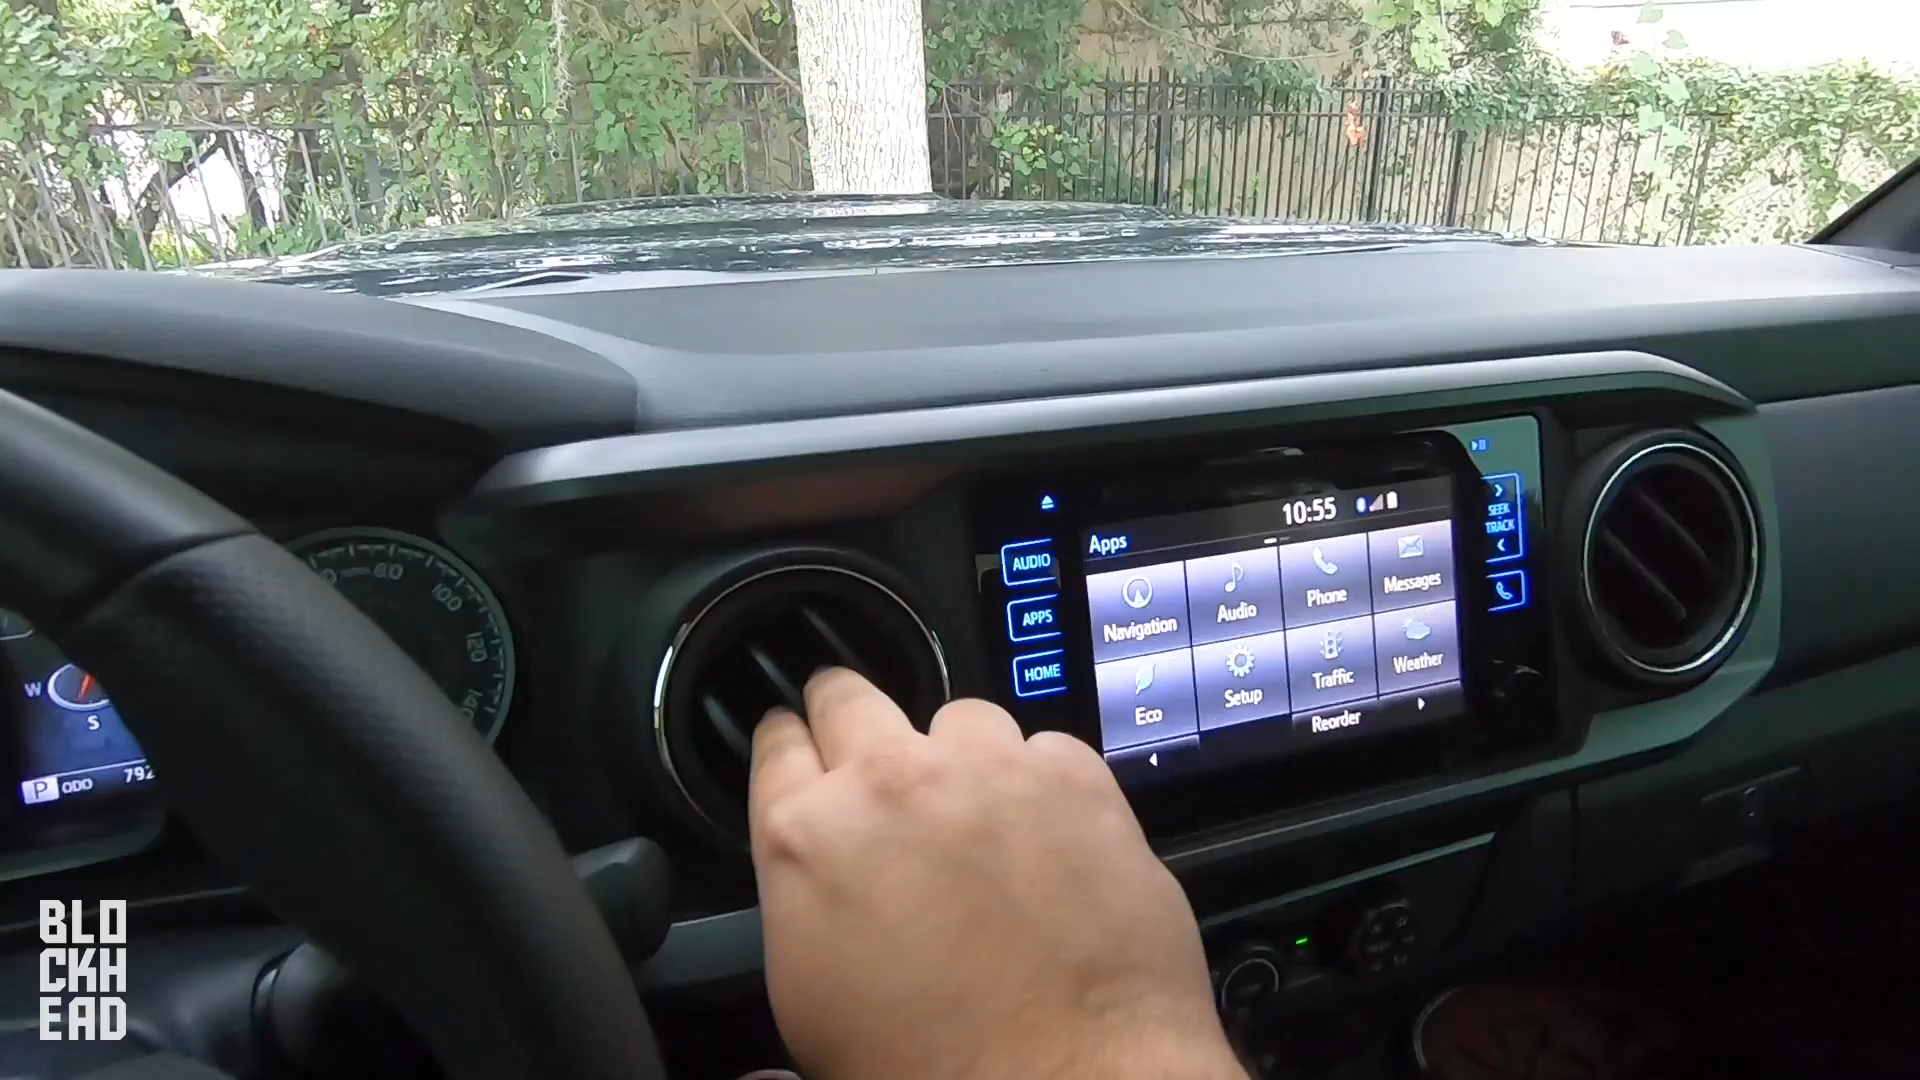 80
100
120
140
W
S
P ODO 792
AUDIO
APPS
HOME
10:55
Apps
Navigation
Audio
Phone
Messages
Eco
Setup
Traffic
Weather
Reorder
SEEK
TRACK
BLO
CKH
EAD